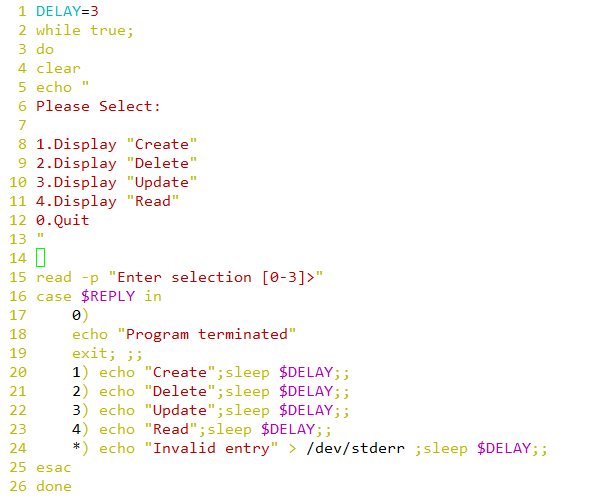 1 DELAY=3
2 while true;
3 do
4 clear
5 echo "
6 Please Select:
7
8 1.Display "Create"
9 2.Display "Delete"
10 3.Display "Update"
11 4.Display "Read"
12 0.Quit
13 "
14
15 read -p "Enter selection [0-3]>"
16 case $REPLY in
17     0)
18     echo "Program terminated"
19     exit; ;;
20     1) echo "Create";sleep $DELAY;;
21     2) echo "Delete";sleep $DELAY;;
22     3) echo "Update";sleep $DELAY;;
23     4) echo "Read";sleep $DELAY;;
24     *) echo "Invalid entry" > /dev/stderr ;sleep $DELAY;;
25 esac
26 done